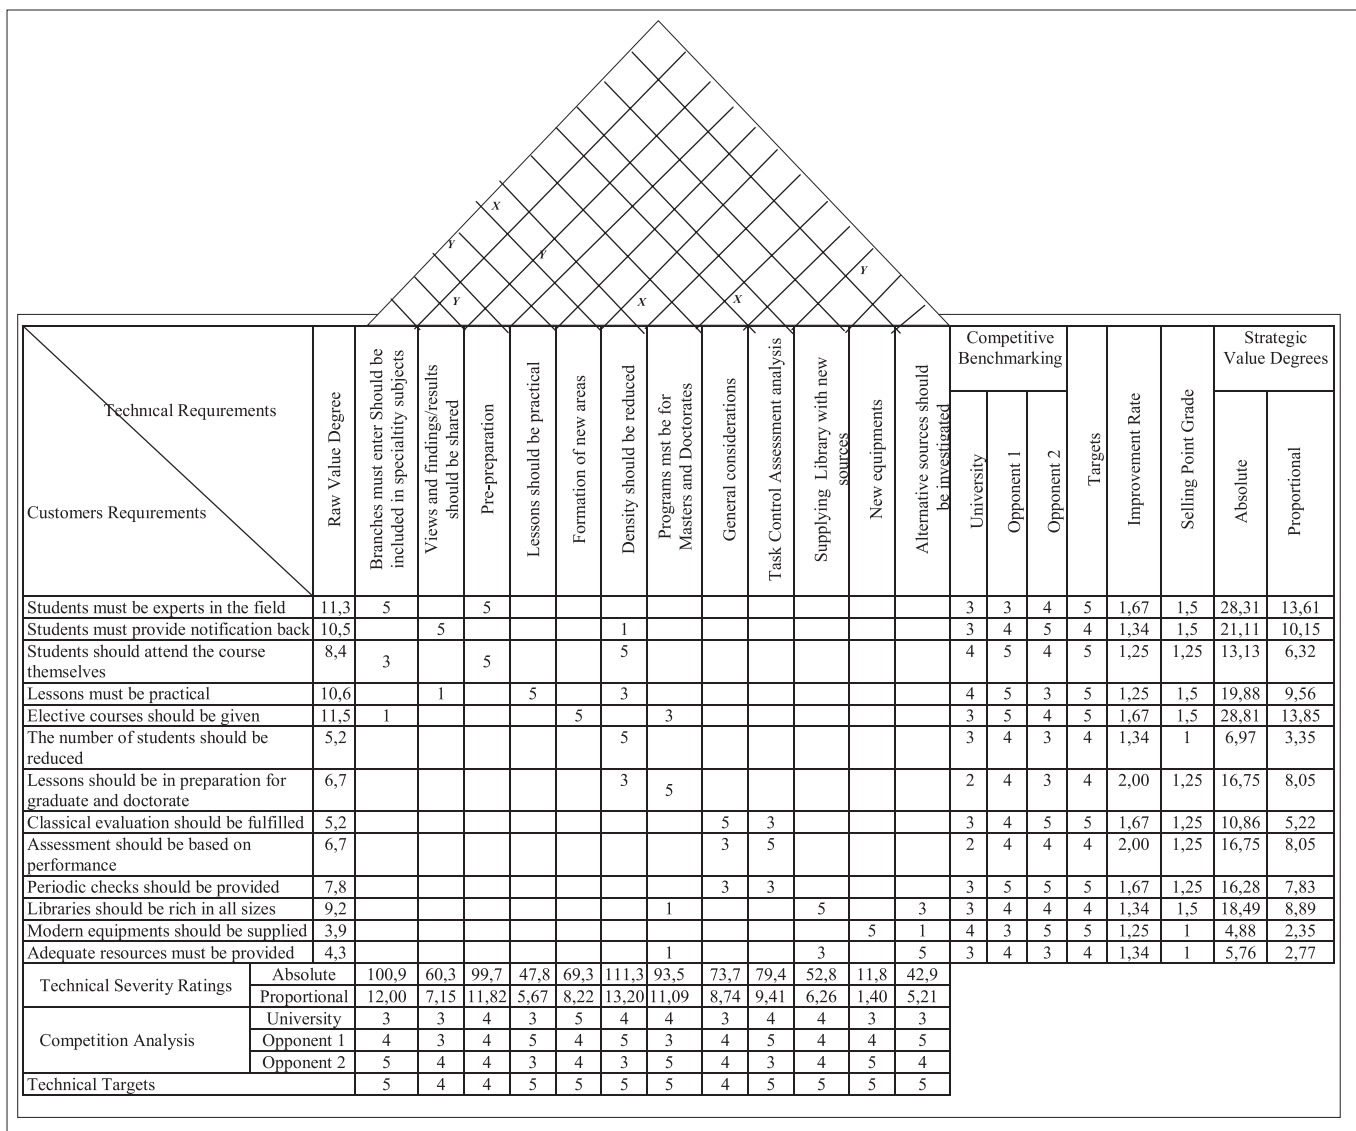 X
Y
Y
Y
Y
X
X
Technıcal Requırements
Customers Requırements
Raw Value Degree
Branches must enter Should be
included in specialtity subjects
Views and findings/results
should be shared
Pre-preparation
Lessons should be practical
Formation of new areas
Density should be reduced
Programs mst be for
Masters and Doctorates
General considerations
Task Control Assessment analysis
Supplying Library with new
sources
New equipments
Alternative sources should
be investigated
Competitive
Benchmarking
University
Opponent 1
Opponent 2
Targets
Improvement Rate
Selling Point Grade
Strategic
Value Degrees
Absolute
Proportional
Students must be experts in the field 11,3 5 5 3 3 4 5 1,67 1,5 28,31 13,61
Students must provide notification back 10,5 5 1 3 4 5 4 1,34 1,5 21,11 10,15
Students should attend the course 8,4 3 5 5 4 5 4 5 1,25 1,25 13,13 6,32
themselves
Lessons must be practical 10,6 1 5 3 4 5 3 5 1,25 1,5 19,88 9,56
Elective courses should be given 11,5 1 5 3 3 5 4 5 1,67 1,5 28,81 13,85
The number of students should be 5,2 5 3 4 3 4 1,34 1 6,97 3,35
reduced
Lessons should be in preparation for 6,7 3 5 2 4 3 4 2,00 1,25 16,75 8,05
graduate and doctorate
Classical evaluation should be fulfilled 5,2 5 3 3 4 5 5 1,67 1,25 10,86 5,22
Assessment should be based on 6,7 3 5 2 4 4 4 2,00 1,25 16,75 8,05
performance
Periodic checks should be provided 7,8 3 3 3 5 5 5 1,67 1,25 16,28 7,83
Libraries should be rich in all sizes 9,2 1 5 3 3 4 4 4 1,34 1,5 18,49 8,89
Modern equipments should be supplied 3,9 5 1 4 3 5 5 1,25 1 4,88 2,35
Adequate resources must be provided 4,3 1 3 5 3 4 3 4 1,34 1 5,76 2,77
Technical Severity Ratings
Absolute 100,9 60,3 99,7 47,8 69,3 111,3 93,5 73,7 79,4 52,8 11,8 42,9
Proportional 12,00 7,15 11,82 5,67 8,22 13,20 11,09 8,74 9,41 6,26 1,40 5,21
Competition Analysis
University 3 3 4 3 5 4 4 3 4 4 3 3
Opponent 1 4 3 4 5 4 5 3 4 5 4 4 5
Opponent 2 5 4 4 3 4 3 5 4 3 4 5 4
Technical Targets 5 4 4 5 5 5 5 4 5 5 5 5